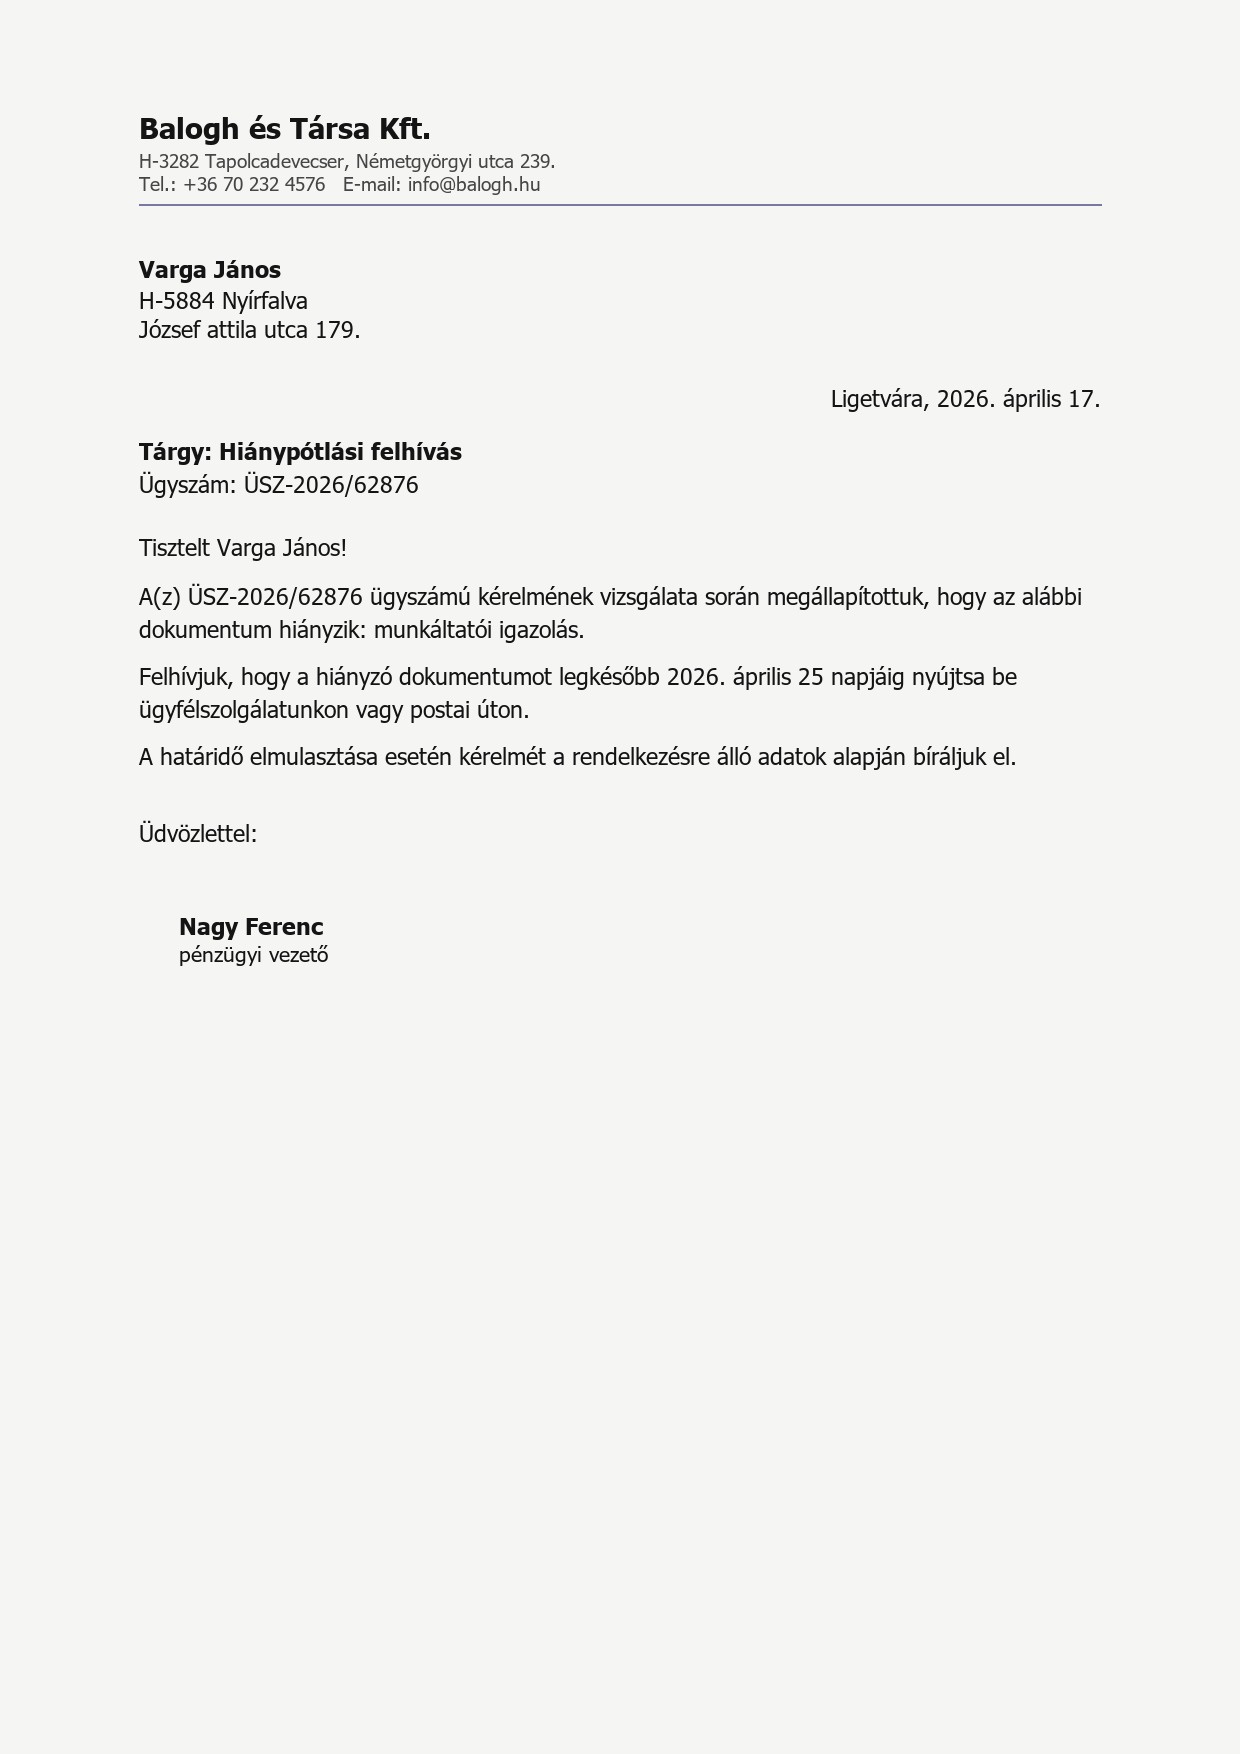 Balogh és Társa Kft.
H-3282 Tapolcadevecser, Németgyörgyi utca 239.
Tel.: +36 70 232 4576   E-mail: info@balogh.hu
Varga János
H-5884 Nyírfalva
József attila utca 179.
Ligetvára, 2026. április 17.
Tárgy: Hiánypótlási felhívás
Ügyszám: ÜSZ-2026/62876
Tisztelt Varga János!
A(z) ÜSZ-2026/62876 ügyszámú kérelmének vizsgálata során megállapítottuk, hogy az alábbi
dokumentum hiányzik: munkáltatói igazolás.
Felhívjuk, hogy a hiányzó dokumentumot legkésőbb 2026. április 25 napjáig nyújtsa be
ügyfélszolgálatunkon vagy postai úton.
A határidő elmulasztása esetén kérelmét a rendelkezésre álló adatok alapján bíráljuk el.
Üdvözlettel:
Nagy Ferenc
pénzügyi vezető